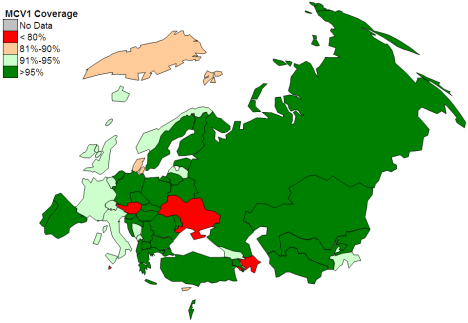 MCV1 Coverage
No Data
< 80%
81%-90%
91%-95%
>95%